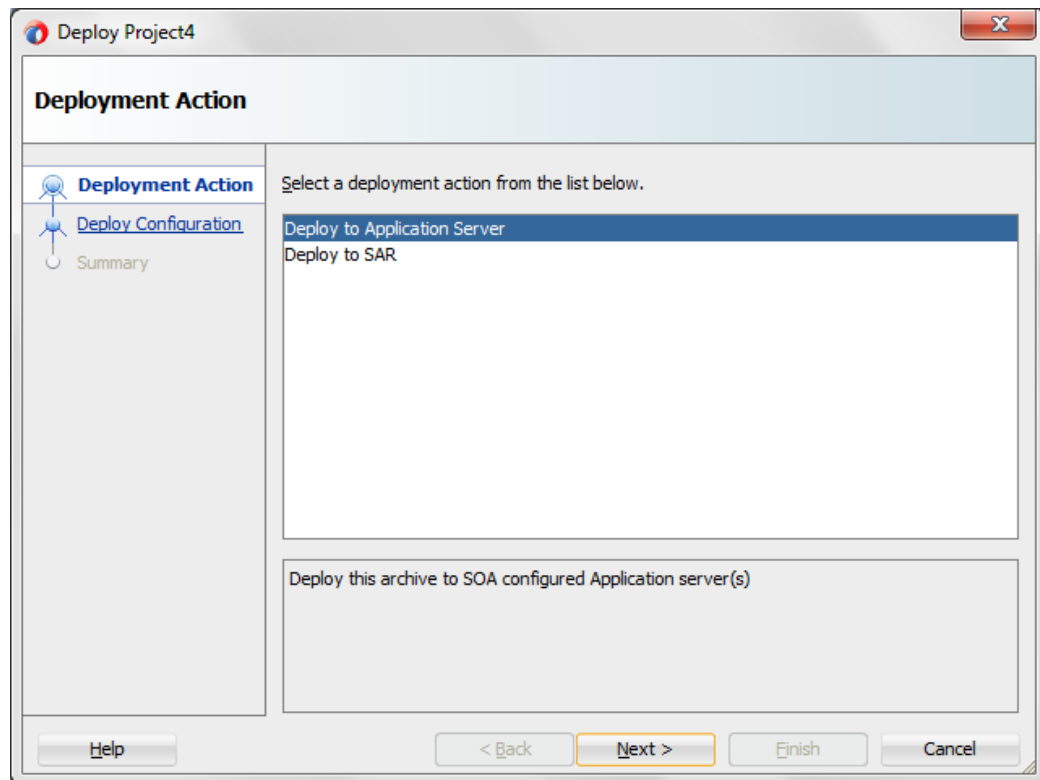 Deploy Project4
X
Deployment Action
Deployment Action
Deploy Configuration
Summary
Select a deployment action from the list below.
Deploy to Application Server
Deploy to SAR
Deploy this archive to SOA configured Application server(s)
Help
< Back
Next >
Finish
Cancel